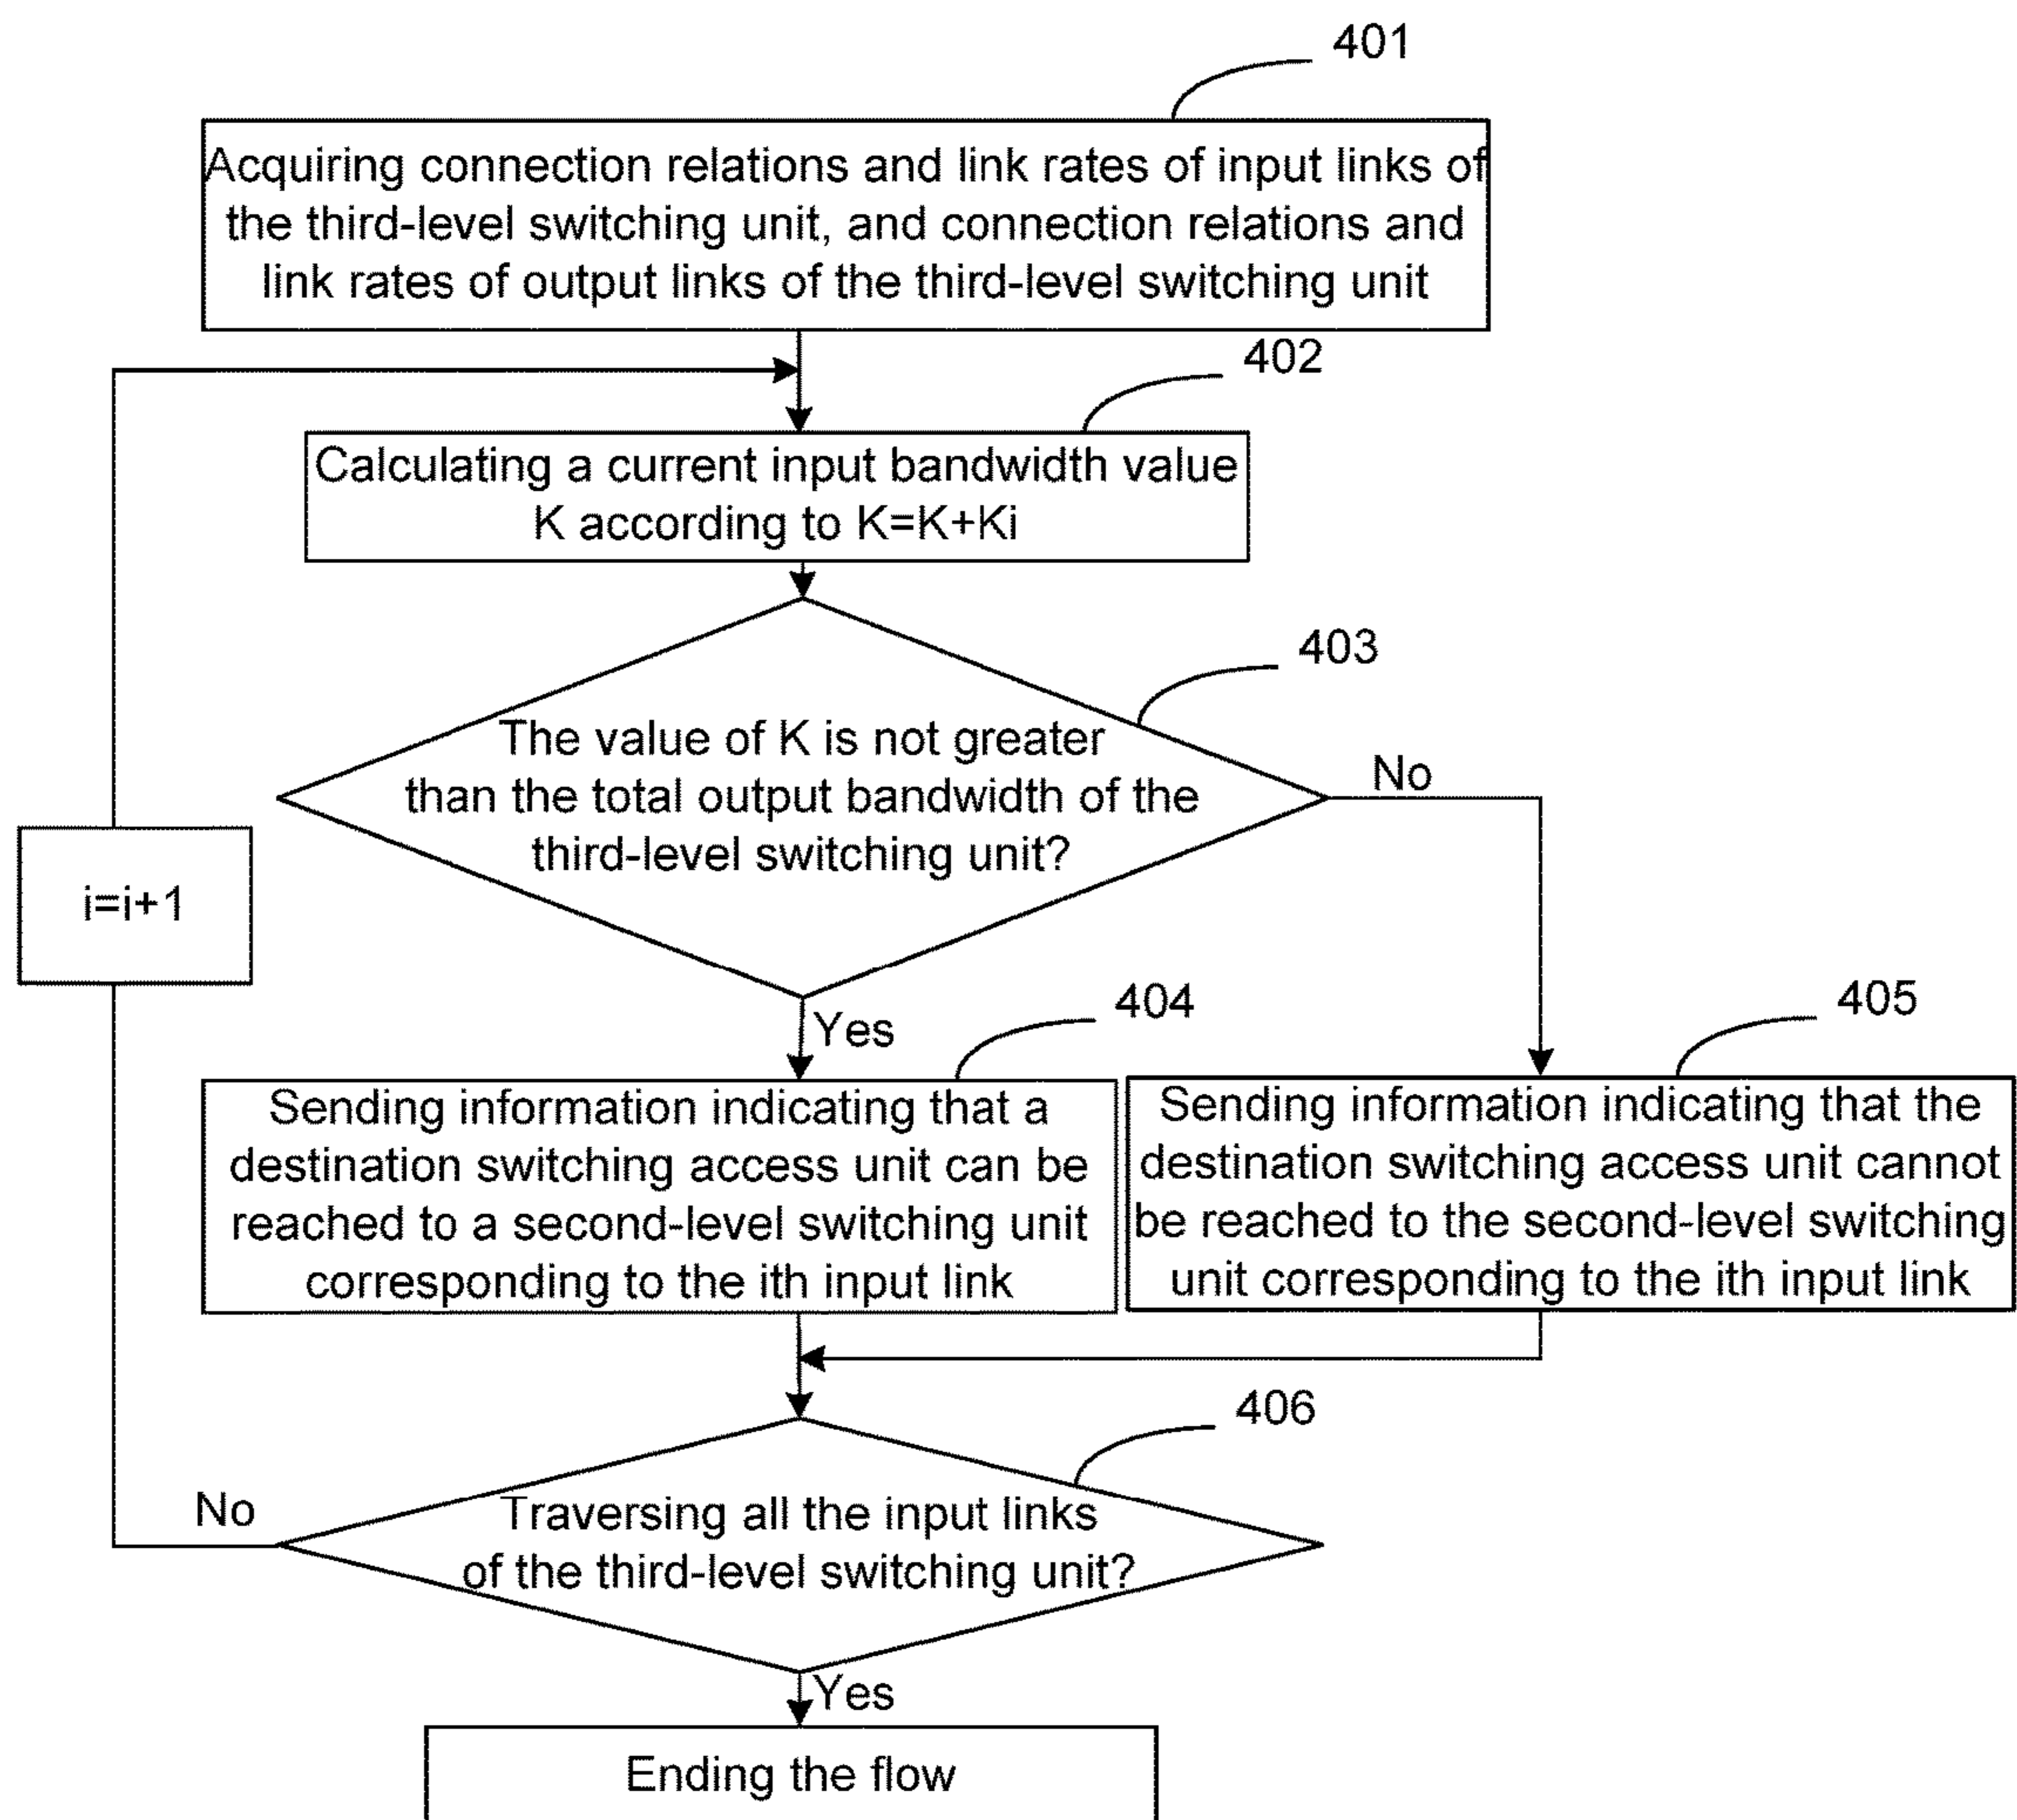 401
Acquiring connection relations and link rates of input links of
the third-level switching unit, and connection relations and
link rates of output links of the third-level switching unit
402
Calculating a current input bandwidth value
K according to K=K+Ki
403
The value of K is not greater
than the total output bandwidth of the
third-level switching unit?
No
i=i+1
Yes
404
Sending information indicating that a
destination switching access unit can be
reached to a second-level switching unit
corresponding to the ith input link
405
Sending information indicating that the
destination switching access unit cannot
be reached to the second-level switching
unit corresponding to the ith input link
406
Traversing all the input links
of the third-level switching unit?
No
Yes
Ending the flow